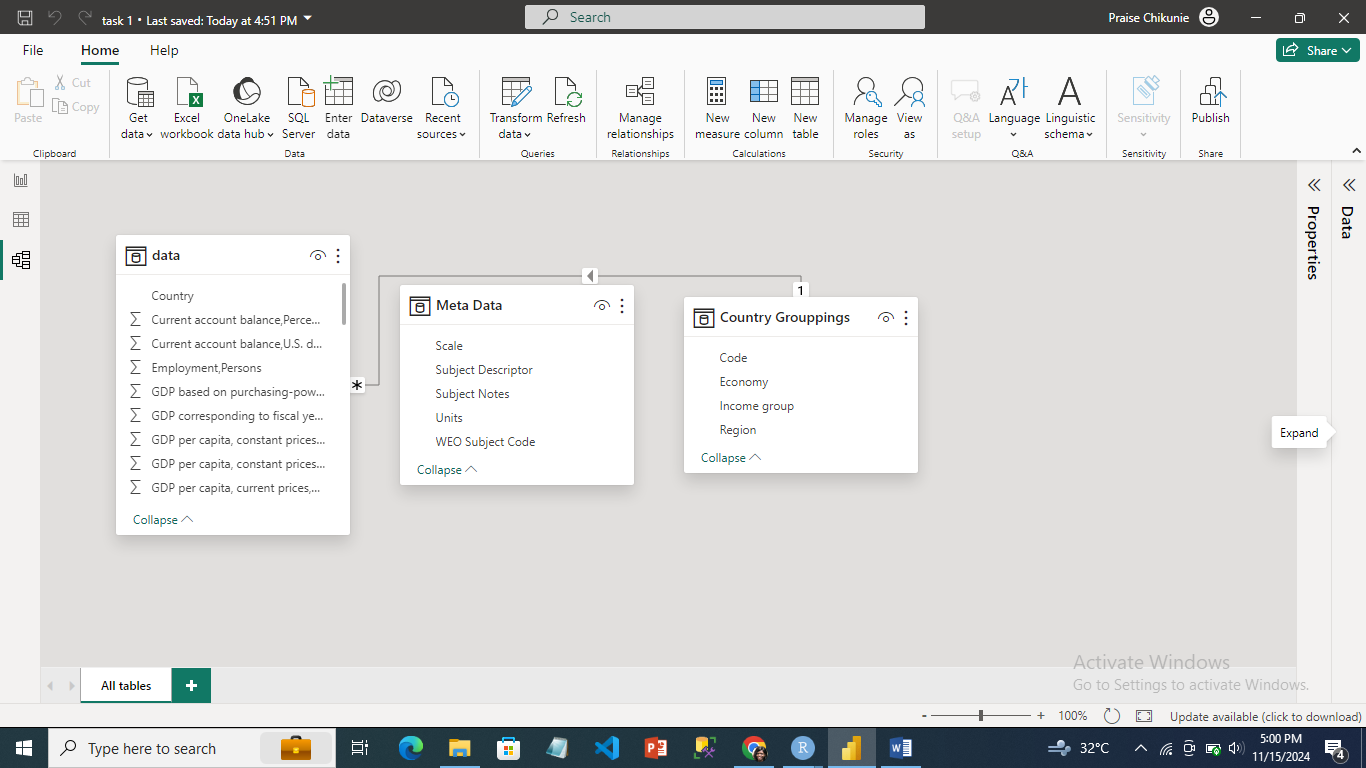 task 1 • Last saved: Today at 4:51 PM
Search
Praise Chikunie
File
Home
Help
Share
Paste
Cut
Copy
Clipboard
Get data
Excel workbook
OneLake data hub
SQL Server
Enter data
Dataverse
Recent sources
Data
Transform data
Refresh
Queries
Manage relationships
Relationships
New measure
New column
New table
Calculations
Manage roles
View as
Security
Q&A setup
Language
Linguistic schema
Q&A
Sensitivity
Sensitivity
Publish
Share
data
Country
Current account balance,Perce...
Current account balance,U.S. d...
Employment,Persons
GDP based on purchasing-pow...
GDP corresponding to fiscal ye...
GDP per capita, constant prices...
GDP per capita, constant prices...
GDP per capita, current prices,...
Collapse
*
1
Meta Data
Scale
Subject Descriptor
Subject Notes
Units
WEO Subject Code
Collapse
Country Grouppings
Code
Economy
Income group
Region
Collapse
Properties
Data
Expand
All tables
+
Activate Windows
Go to Settings to activate Windows.
- + 100%
Update available (click to download)
Type here to search
32°C
5:00 PM
11/15/2024
4